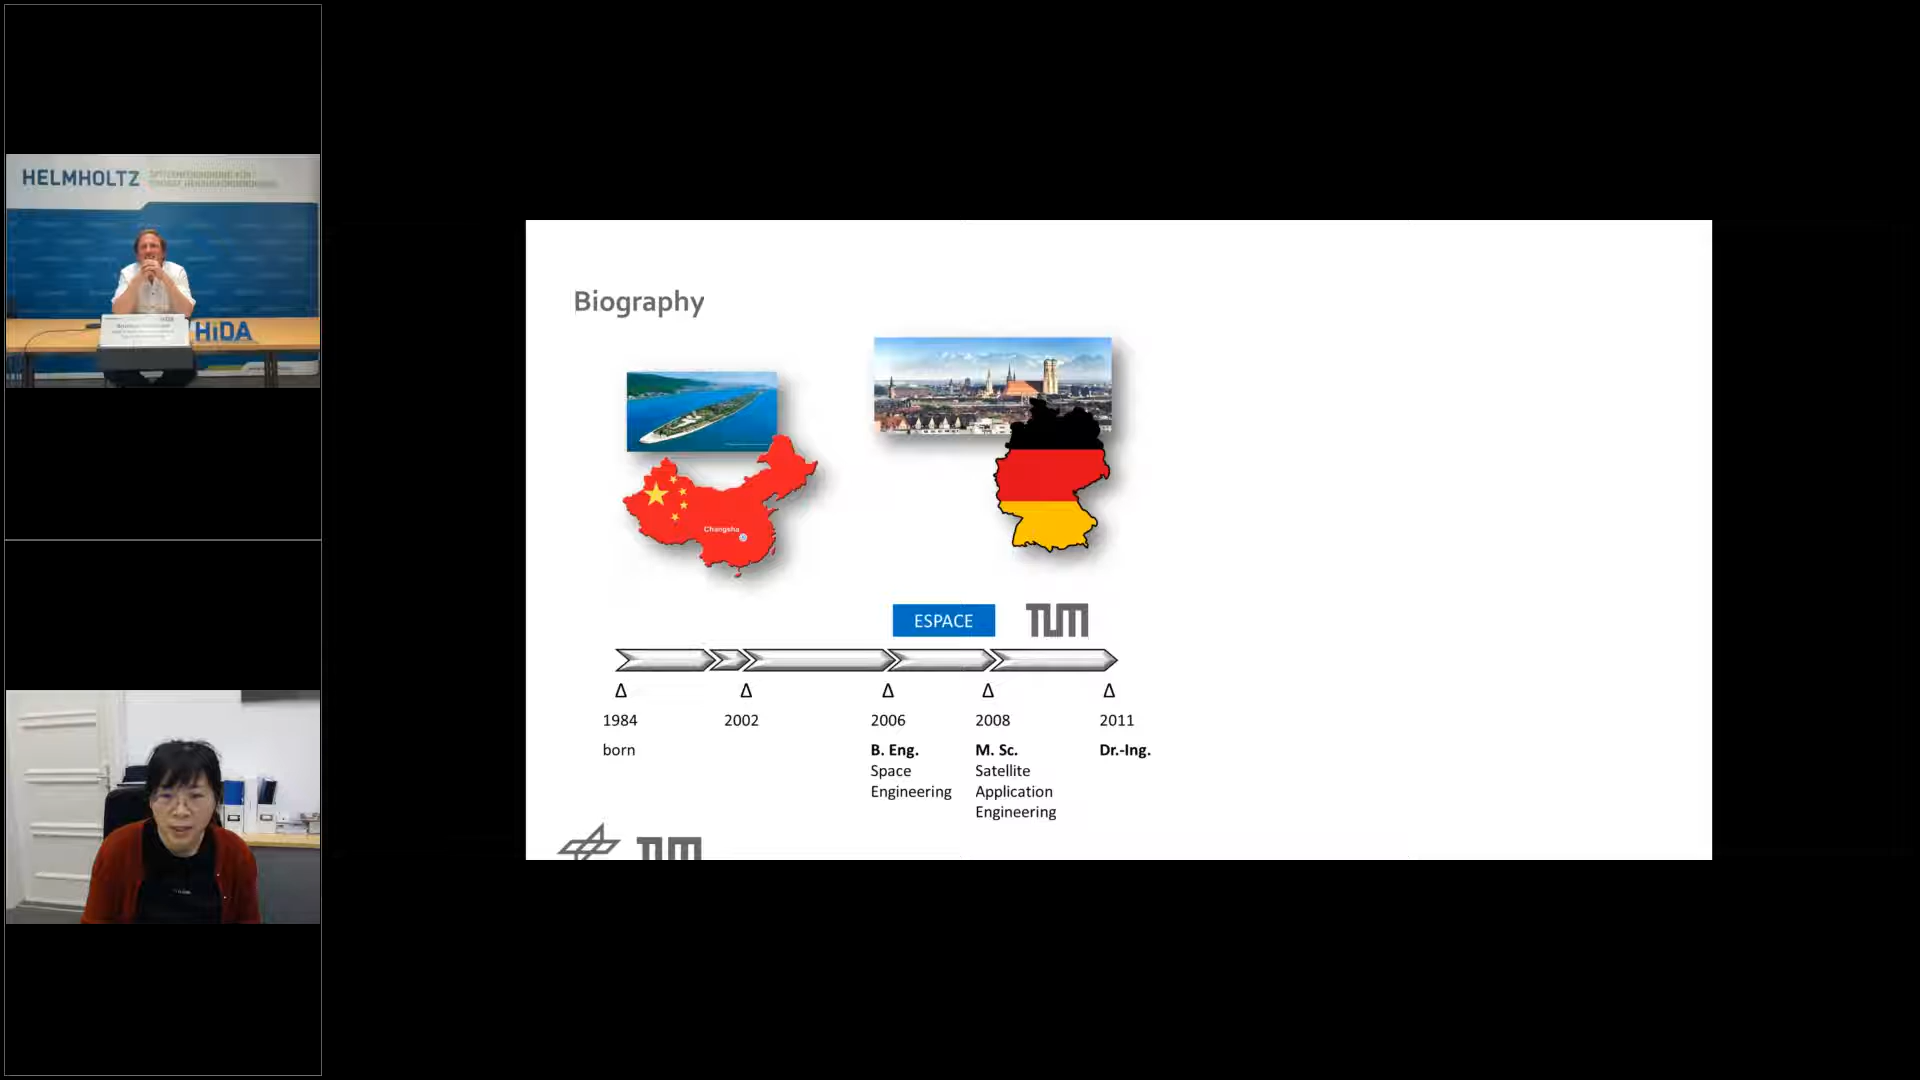 HELMHOLTZ
HiDA
Biography
Changsha
ESPACE
TUM
1984
2002
2006
2008
2011
born
B. Eng.
Space
Engineering
M. Sc.
Satellite
Application
Engineering
Dr.-Ing.
TUM